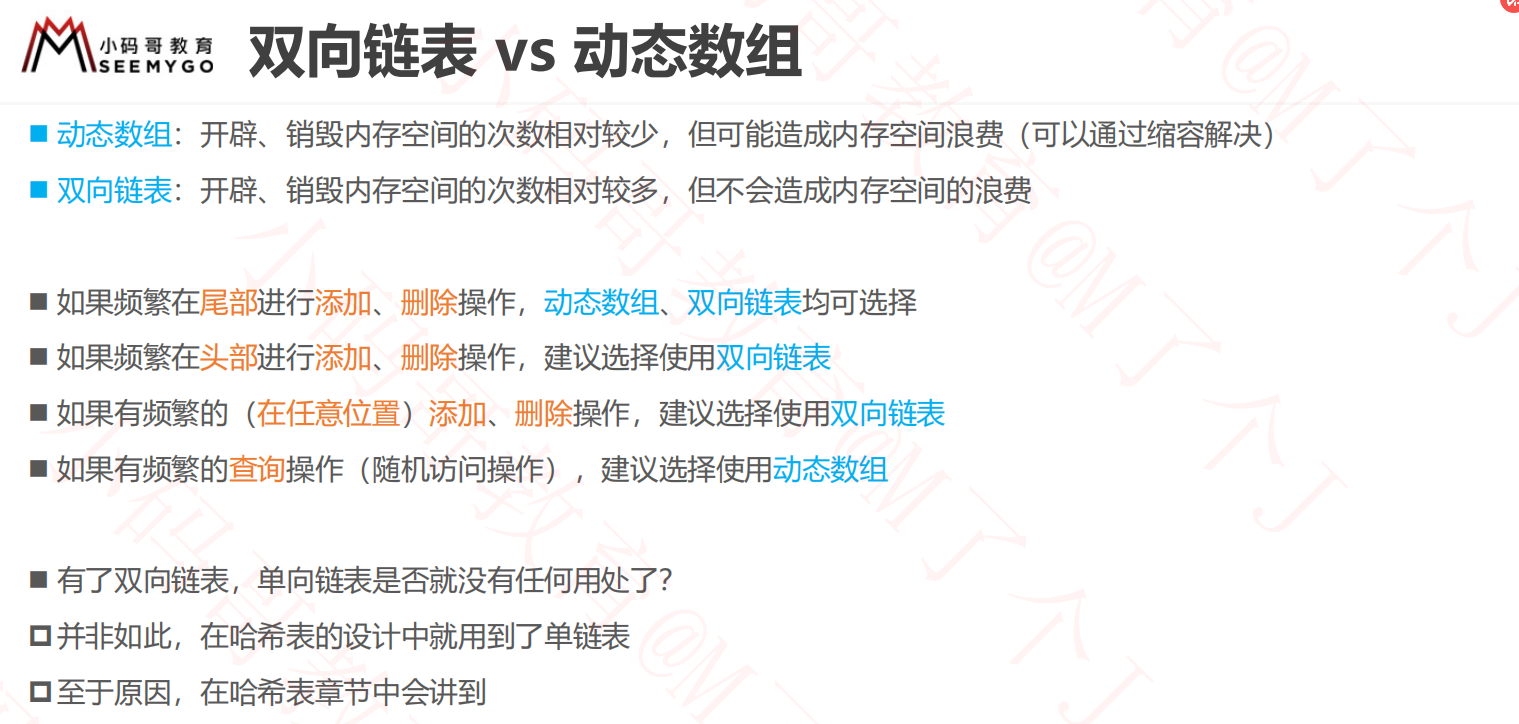 小码哥教育
SEEMYGO
双向链表 vs 动态数组
动态数组：开辟、销毁内存空间的次数相对较少，但可能造成内存空间浪费（可以通过缩容解决）
双向链表：开辟、销毁内存空间的次数相对较多，但不会造成内存空间的浪费
如果频繁在尾部进行添加、删除操作，动态数组、双向链表均可选择
如果频繁在头部进行添加、删除操作，建议选择使用双向链表
如果有频繁的（在任意位置）添加、删除操作，建议选择使用双向链表
如果有频繁的查询操作（随机访问操作），建议选择使用动态数组
有了双向链表，单向链表是否就没有任何用处了？
并非如此，在哈希表的设计中就用到了单链表
至于原因，在哈希表章节中会讲到
小码哥教育@M了个J